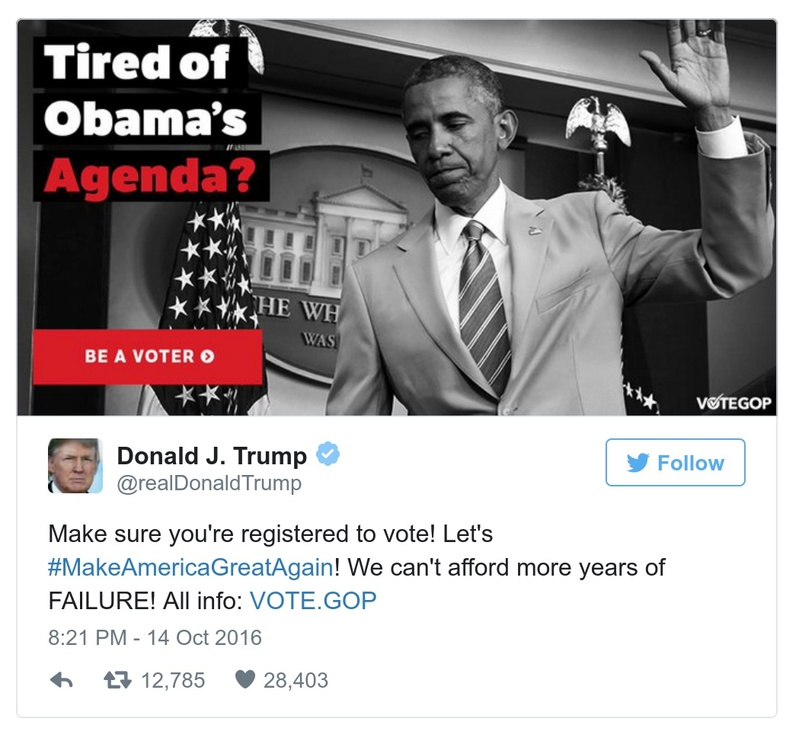 Tired of
Obama's
Agenda?
THE WH
WAS
BE A VOTER
VOTEGOP
Donald J. Trump
@realDonaldTrump
Follow
Make sure you're registered to vote! Let's
#MakeAmericaGreatAgain! We can't afford more years of
FAILURE! All info: VOTE.GOP
8:21 PM - 14 Oct 2016
12,785 28,403